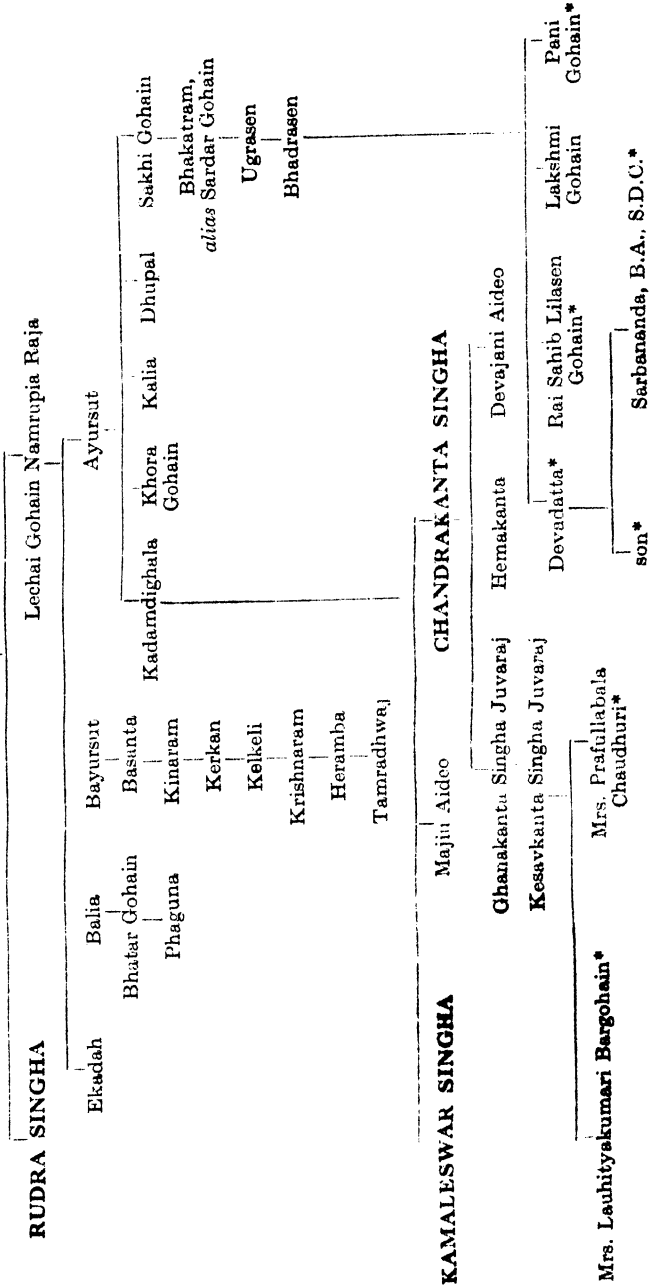 RUDRA SINGHA
Lechai Gohain Namrupia Raja
Ekadah
Balia
Bayursut
Ayursut
Bhatar Gohain
Phaguna
Basanta
Kinaram
Kerkan
Kelkeli
Krishnaram
Heramba
Tamradhwaj
Kadamdighala
Khora
Gohain
Kalia
Dhupal
Sakhi Gohain
Bhakatram,
alias Sardar Gohain
Ugrasen
Bhadrasen
KAMALESWAR SINGHA
Majiu Aideo
CHANDRAKANTA SINGHA
Ghanakanta Singha Juvaraj
Hemakanta
Devajani Aideo
Kesavkanta Singha Juvaraj
Devadatta*
Rai Sahib Lilasen
Gohain*
Lakshmi
Gohain
Pani
Gohain*
Mrs. Lauhityakumari Bargohain*
Mrs. Prafullabala
Chaudhuri*
son*
Sarbananda, B.A., S.D.C.*